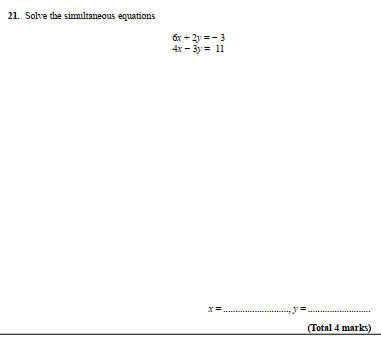 21. Solve the simultaneous equations
6x + 2y = – 3
4x – 3y = 11
x = .............................., y = ..............................
(Total 4 marks)